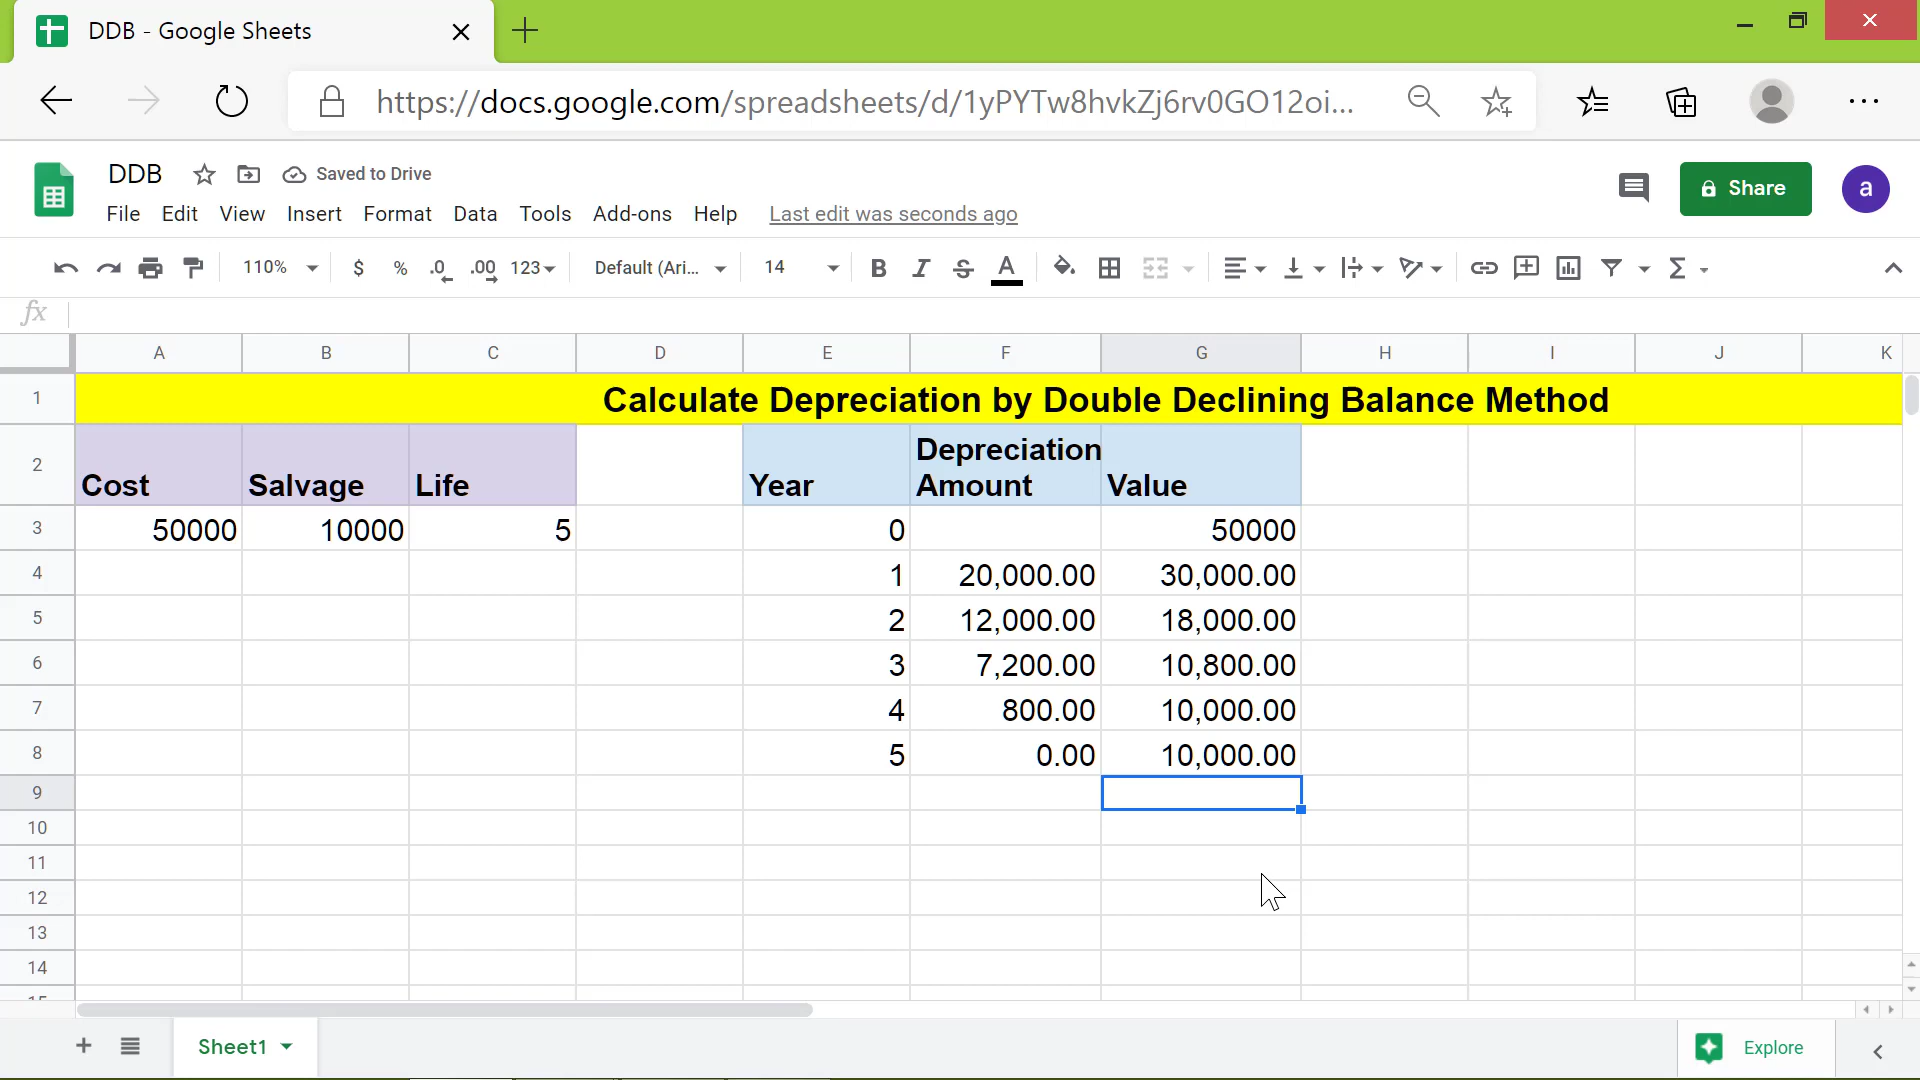 DDB - Google Sheets
https://docs.google.com/spreadsheets/d/1yPYTw8hvkZj6rv0GO12oi...
DDB Saved to Drive
File Edit View Insert Format Data Tools Add-ons Help Last edit was seconds ago
Share
a
110% $ % .0 .00 123 Default (Ari... 14 B I S A Σ
fx
A B C D E F G H I J K
1 Calculate Depreciation by Double Declining Balance Method
2 Cost Salvage Life Year Depreciation Amount Value
3 50000 10000 5 0 50000
4 1 20,000.00 30,000.00
5 2 12,000.00 18,000.00
6 3 7,200.00 10,800.00
7 4 800.00 10,000.00
8 5 0.00 10,000.00
9
10
11
12
13
14
15
Sheet1 Explore